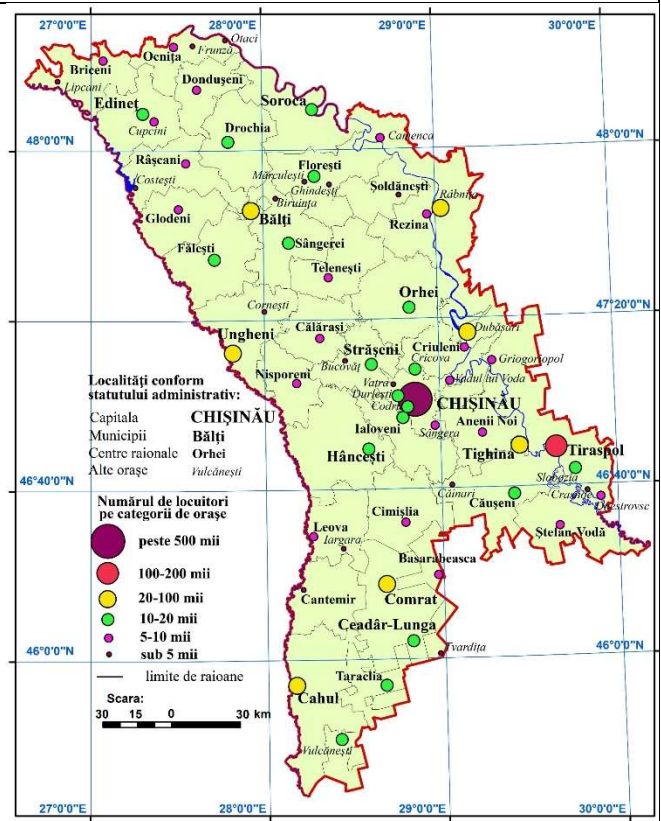 27°0'0"E
28°0'0"E
29°0'0"E
30°0'0"E
Otaci
Ocnița
Frunză
Briceni
Lipcani
Dondușeni
Edineț
Soroca
Cupcini
Drochia
Camenca
48°0'0"N
48°0'0"N
Râșcani
Florești
Mărculești
Ghindești
Costești
Șoldănești
Râbnița
Biruința
Glodeni
Bălți
Rezina
Sângerei
Fălești
Telenești
Orhei
Cornești
47°20'0"N
Dubăsari
Călărași
Ungheni
Criuleni
Strășeni
Cricova
Griogoriopol
Bucovăț
Nisporeni
Vatra
Vadul lui Vodă
Durlești
Codru
CHIȘINĂU
Localități conform
statutului administrativ:
Capitala CHIȘINĂU
Municipii Bălți
Centre raionale Orhei
Alte orașe Vulcănești
Ialoveni
Sângera
Anenii Noi
Hâncești
Tighina
Tiraspol
Slobozia
46°40'0"N
46°40'0"N
Căinari
Crasnoe
Dnestrovsc
Căușeni
Numărul de locuitori
pe categorii de orașe
peste 500 mii
100-200 mii
20-100 mii
10-20 mii
5-10 mii
sub 5 mii
limite de raioane
Cimișlia
Leova
Ștefan Vodă
Iargara
Basarabeasca
Cantemir
Comrat
Ceadâr-Lunga
46°0'0"N
46°0'0"N
Tvardița
Taraclia
Cahul
Scara:
30 15 0 30 km
Vulcănești
27°0'0"E
28°0'0"E
29°0'0"E
30°0'0"E